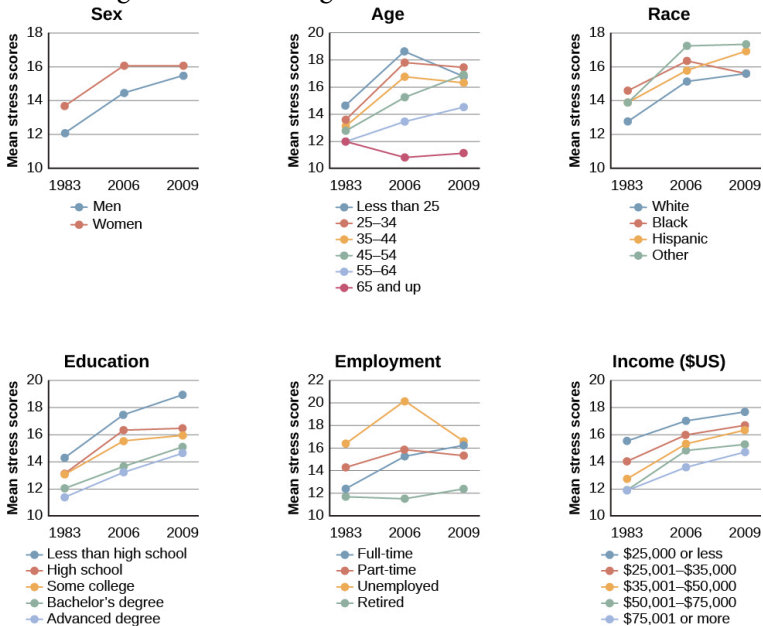 Sex
Mean stress scores
18
16
14
12
10
1983 2006 2009
Men
Women
Age
Mean stress scores
20
18
16
14
12
10
1983 2006 2009
Less than 25
25–34
35–44
45–54
55–64
65 and up
Race
Mean stress scores
18
16
14
12
10
1983 2006 2009
White
Black
Hispanic
Other
Education
Mean stress scores
20
18
16
14
12
10
1983 2006 2009
Less than high school
High school
Some college
Bachelor’s degree
Advanced degree
Employment
Mean stress scores
22
20
18
16
14
12
10
1983 2006 2009
Full-time
Part-time
Unemployed
Retired
Income ($US)
Mean stress scores
20
18
16
14
12
10
1983 2006 2009
$25,000 or less
$25,001–$35,000
$35,001–$50,000
$50,001–$75,000
$75,001 or more